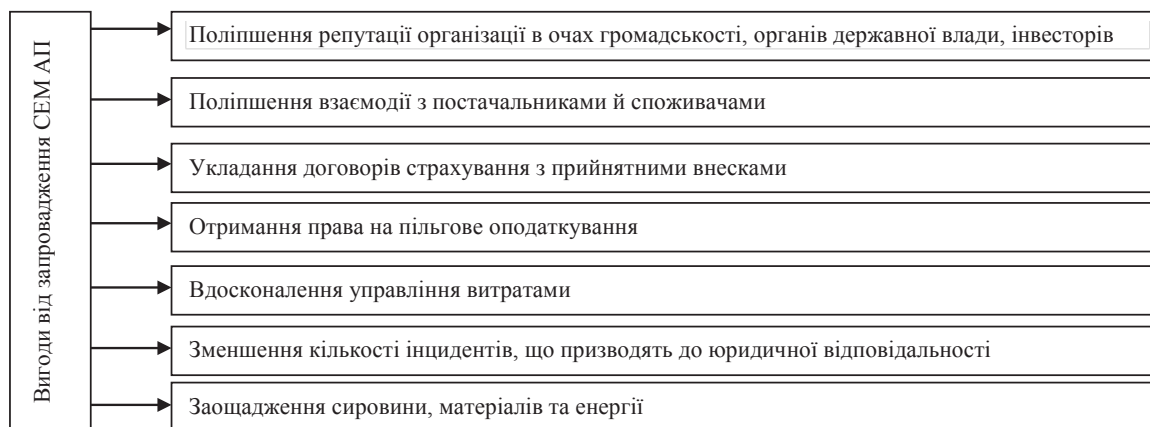 Вигоди від запровадження СЕМ АП
Поліпшення репутації організації в очах громадськості, органів державної влади, інвесторів
Поліпшення взаємодії з постачальниками й споживачами
Укладання договорів страхування з прийнятними внесками
Отримання права на пільгове оподаткування
Вдосконалення управління витратами
Зменшення кількості інцидентів, що призводять до юридичної відповідальності
Заощадження сировини, матеріалів та енергії